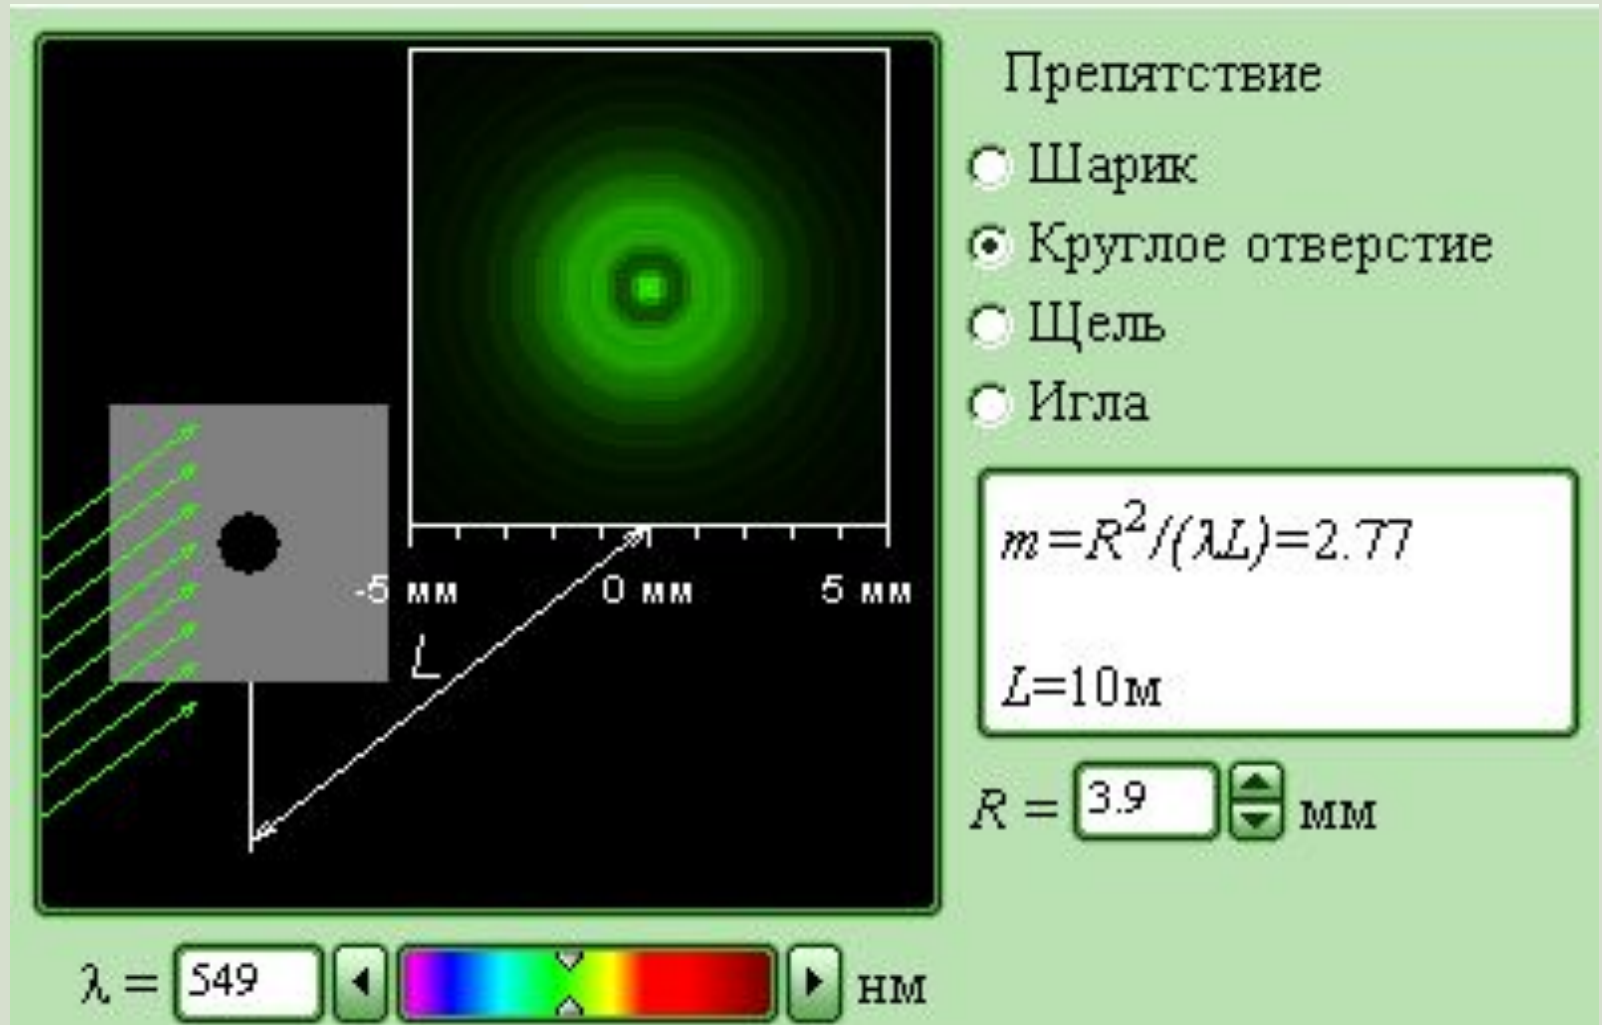 Препятствие
Шарик
Круглое отверстие
Щель
Игла
-5 мм 0 мм 5 мм
L
m=R²/(λL)=2.77
L=10м
R = 3.9 мм
λ = 549 нм